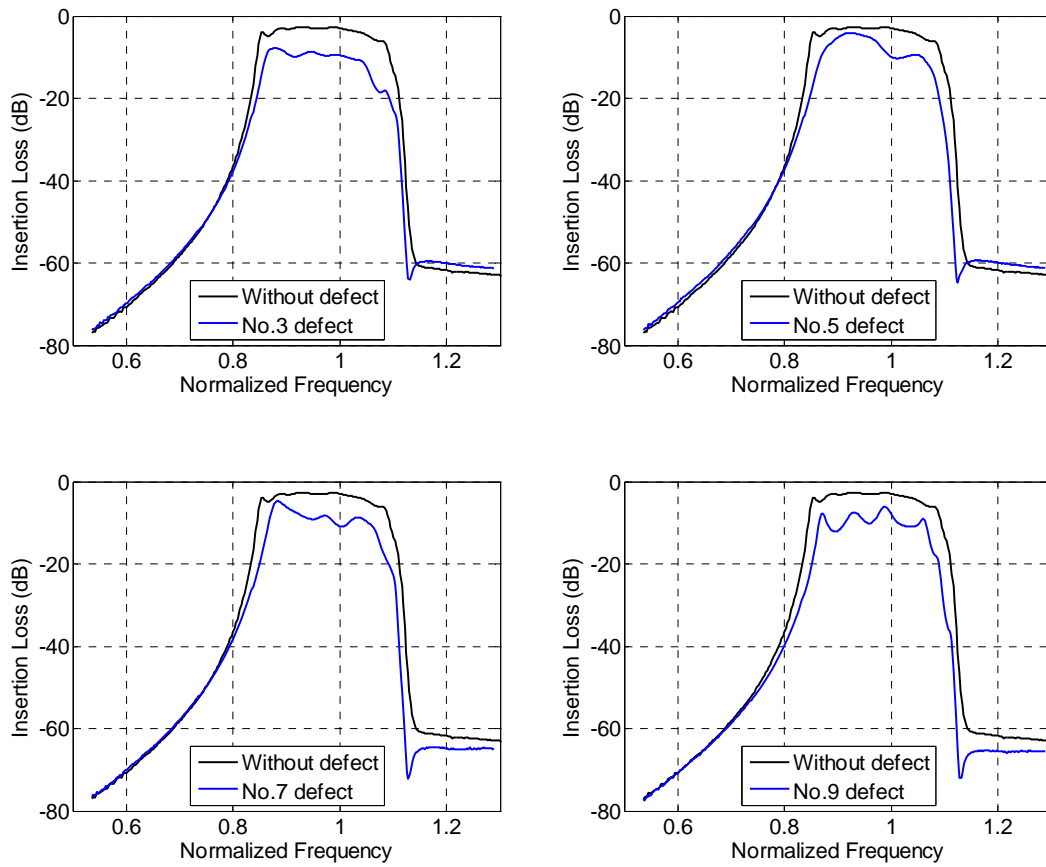 0
-20
-40
-60
-80
0.6 0.8 1 1.2
Normalized Frequency
Insertion Loss (dB)
Without defect
No.3 defect
0
-20
-40
-60
-80
0.6 0.8 1 1.2
Normalized Frequency
Insertion Loss (dB)
Without defect
No.5 defect
0
-20
-40
-60
-80
0.6 0.8 1 1.2
Normalized Frequency
Insertion Loss (dB)
Without defect
No.7 defect
0
-20
-40
-60
-80
0.6 0.8 1 1.2
Normalized Frequency
Insertion Loss (dB)
Without defect
No.9 defect